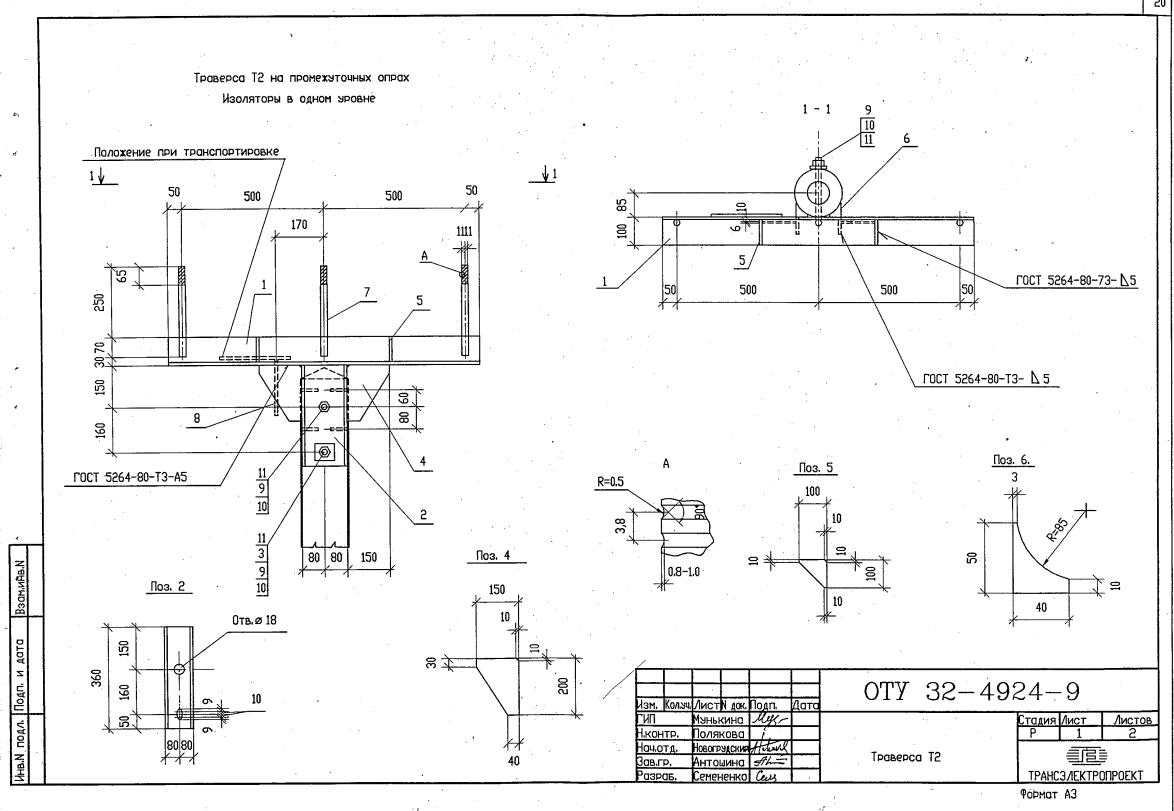 20
Траверса Т2 на промежуточных опрах
Изоляторы в одном уровне
Положение при транспортировке
1 1
50 500 500 50
170
1111
А
65
250
1
7
5
30 70
150
160
60
80
8
4
2
ГОСТ 5264-80-Т3-А5
11
9
10
11
3
9
10
80 80 150
1 - 1
9
10
11
6
85
100
10
6
5
1
50 500 500 50
ГОСТ 5264-80-73-⊿5
ГОСТ 5264-80-Т3-⊿5
А
R=0.5
3,8
90°
0.8-1.0
Поз. 5
100
10
10
10
100
10
Поз. 6.
3
R=85
50
10
40
Поз. 2
Отв.⌀ 18
360
150
160
50
9
9
10
80 80
Поз. 4
150
10
10
30
200
40
Взам.инв.N
Подп. и дата
Инв.N подл.
ОТУ 32-4924-9
Изм. Кол.уч Лист N док. Подп. Дата
ГИП Мунькина
Н.контр. Полякова
Нач.отд. Новогрудский
Зав.гр. Антошина
Разраб. Семененко
Траверса Т2
Стадия Лист Листов
Р 1 2
ТРАНСЭЛЕКТРОПРОЕКТ
Формат А3